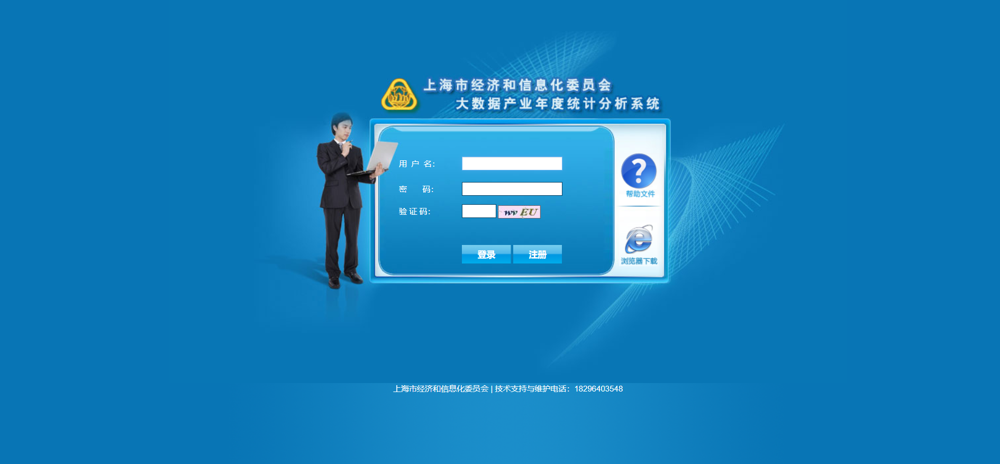 上海市经济和信息化委员会
大数据产业年度统计分析系统
用 户 名：
密 码：
验 证 码：
登录 注册
帮助文件
浏览器下载
上海市经济和信息化委员会 | 技术支持与维护电话：18296403548